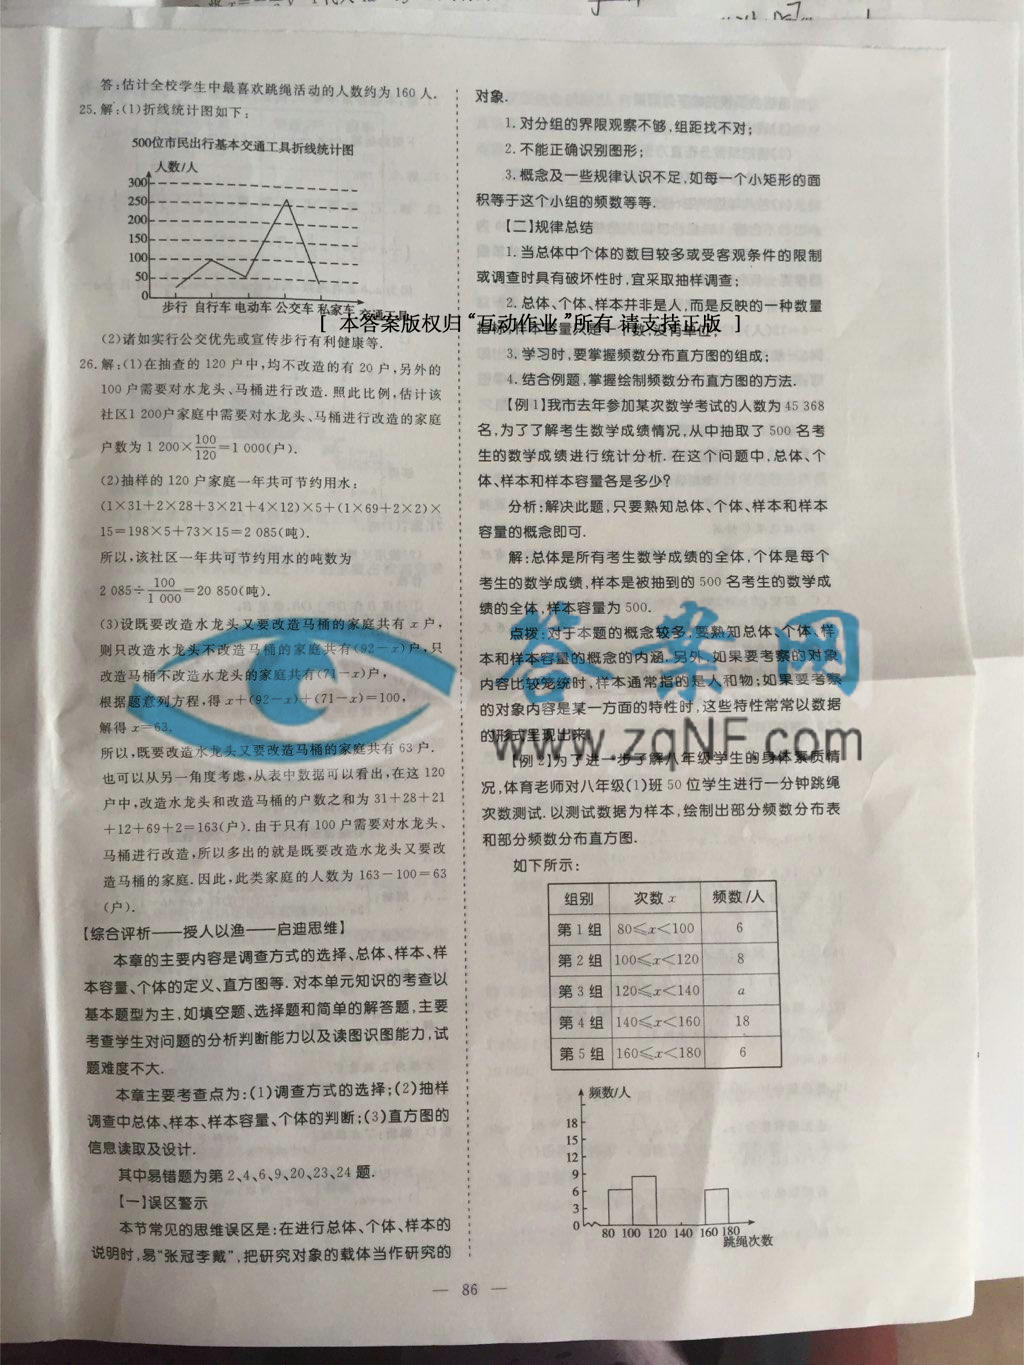 答:估计全校学生中最喜欢跳绳活动的人数约为 160 人.
25.解:(1)折线统计图如下:
500位市民出行基本交通工具折线统计图
人数/人
300
250
200
150
100
50
0
步行 自行车 电动车 公交车 私家车 交通工具
(2)诸如实行公交优先或宣传步行有利健康等.
26.解:(1)在抽查的 120 户中,均不改造的有 20 户,另外的
100 户需要对水龙头、马桶进行改造. 照此比例,估计该
社区1 200户家庭中需要对水龙头、马桶进行改造的家庭
户数为 1 200×100/120=1 000(户).
(2)抽样的 120 户家庭一年共可节约用水:
(1×31+2×28+3×21+4×12)×5+(1×69+2×2)×
15=198×5+73×15=2 085(吨).
所以,该社区一年共可节约用水的吨数为
2 085÷100/1 000=20 850(吨).
(3)设既要改造水龙头又要改造马桶的家庭共有 x 户,
则只改造水龙头不改造马桶的家庭共有(92-x)户,只
改造马桶不改造水龙头的家庭共有(71-x)户,
根据题意列方程,得 x+(92-x)+(71-x)=100,
解得 x=63.
所以,既要改造水龙头又要改造马桶的家庭共有 63 户.
也可以从另一角度考虑,从表中数据可以看出,在这 120
户中,改造水龙头和改造马桶的户数之和为 31+28+21
+12+69+2=163(户).由于只有 100 户需要对水龙头、
马桶进行改造,所以多出的就是既要改造水龙头又要改
造马桶的家庭.因此,此类家庭的人数为 163-100=63
(户).
【综合评析——授人以渔——启迪思维】
本章的主要内容是调查方式的选择、总体、样本、样
本容量、个体的定义、直方图等. 对本单元知识的考查以
基本题型为主,如填空题、选择题和简单的解答题,主要
考查学生对问题的分析判断能力以及读图识图能力,试
题难度不大.
本章主要考查点为:(1)调查方式的选择;(2)抽样
调查中总体、样本、样本容量、个体的判断;(3)直方图的
信息读取及设计.
其中易错题为第 2、4、6、9、20、23、24 题.
【一】误区警示
本节常见的思维误区是:在进行总体、个体、样本的
说明时,易“张冠李戴”,把研究对象的载体当作研究的
对象.
1. 对分组的界限观察不够,组距找不对;
2. 不能正确识别图形;
3. 概念及一些规律认识不足,如每一个小矩形的面
积等于这个小组的频数等等.
【二】规律总结
1. 当总体中个体的数目较多或受客观条件的限制
或调查时具有破坏性时,宜采取抽样调查;
2. 总体、个体、样本并非是人,而是反映的一种数量
[ 本答案版权归“互动作业”所有 请支持正版 ]
指标,样本容量只是一个数,没有单位;
3. 学习时,要掌握频数分布直方图的组成;
4. 结合例题,掌握绘制频数分布直方图的方法.
【例 1】我市去年参加某次数学考试的人数为 45 368
名,为了了解考生数学成绩情况,从中抽取了 500 名考
生的数学成绩进行统计分析. 在这个问题中,总体、个
体、样本和样本容量各是多少?
分析:解决此题,只要熟知总体、个体、样本和样本
容量的概念即可.
解:总体是所有考生数学成绩的全体,个体是每个
考生的数学成绩,样本是被抽到的 500 名考生的数学成
绩的全体,样本容量为 500.
点拨:对于本题的概念较多,要熟知总体、个体、样
本和样本容量的概念的内涵. 另外,如果要考察的对象
内容比较笼统时,样本通常指的是人和物;如果要考察
的对象内容是某一方面的特性时,这些特性常常以数据
的形式呈现出来.
答案网
www.zqNF.com
【例 2】为了进一步了解八年级学生的身体素质情
况,体育老师对八年级(1)班 50 位学生进行一分钟跳绳
次数测试. 以测试数据为样本,绘制出部分频数分布表
和部分频数分布直方图.
如下所示:
组别 次数 x 频数/人
第 1 组 80≤x<100 6
第 2 组 100≤x<120 8
第 3 组 120≤x<140 a
第 4 组 140≤x<160 18
第 5 组 160≤x<180 6
频数/人
18
15
12
9
6
3
0
80 100 120 140 160 180
跳绳次数
— 86 —